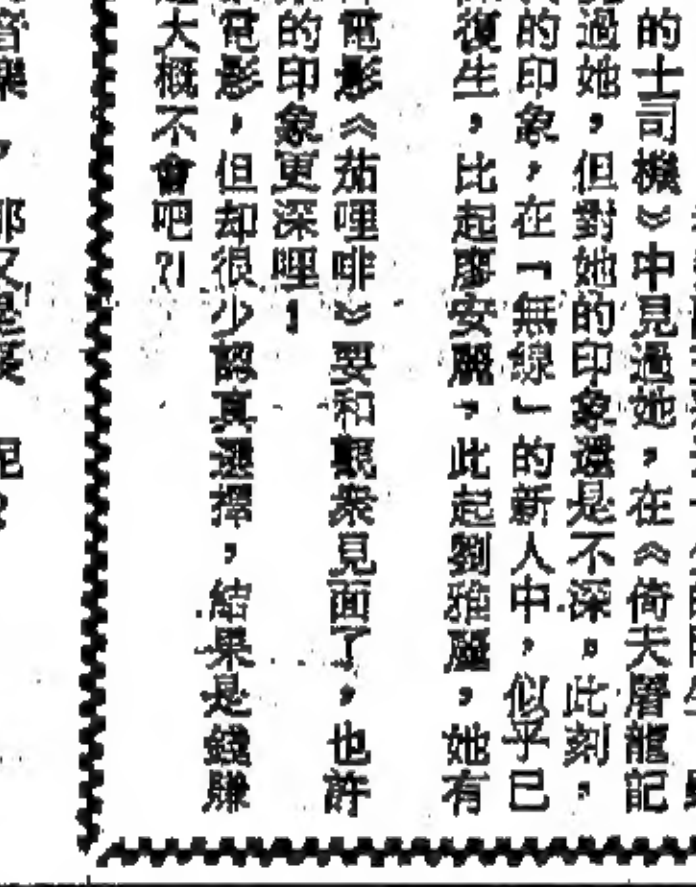 的士司機》中見過她，在《倚天屠龍記
過她，但對她的印象還是不深。此刻，
的印象，在「無線」的新人中，似乎已
復生，比起廖安麗，此起劉雅麗，她有
電影《茄哩啡》要和觀衆見面了，也許
的印象更深哩！
電影，但却很少認真選擇，結果是錢賺
大概不會吧？！